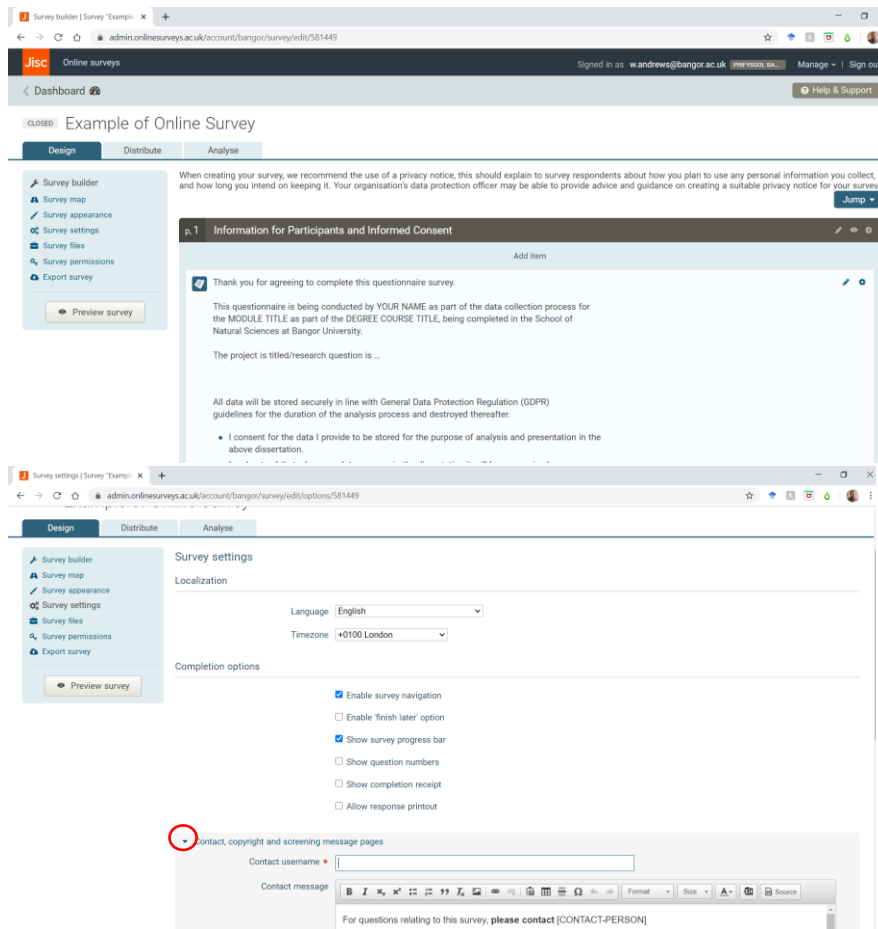 Survey builder | Survey "Example
admin.onlinesurveys.ac.uk/account/bangor/survey/edit/581449
Jisc Online surveys Signed in as w.andrews@bangor.ac.uk PRIFYSGOL BA... Manage | Sign ou
Dashboard Help & Support
CLOSED Example of Online Survey
Design Distribute Analyse
When creating your survey, we recommend the use of a privacy notice, this should explain to survey respondents about how you plan to use any personal information you collect,
and how long you intend on keeping it. Your organisation's data protection officer may be able to provide advice and guidance on creating a suitable privacy notice for your survey
Jump
Survey builder
Survey map
Survey appearance
Survey settings
Survey files
Survey permissions
Export survey
Preview survey
p.1 Information for Participants and Informed Consent
Add item
Thank you for agreeing to complete this questionnaire survey.
This questionnaire is being conducted by YOUR NAME as part of the data collection process for
the MODULE TITLE as part of the DEGREE COURSE TITLE, being completed in the School of
Natural Sciences at Bangor University.
The project is titled/research question is ...
All data will be stored securely in line with General Data Protection Regulation (GDPR)
guidelines for the duration of the analysis process and destroyed thereafter.
• I consent for the data I provide to be stored for the purpose of analysis and presentation in the
above dissertation.
Survey settings | Survey "Exampl
admin.onlinesurveys.ac.uk/account/bangor/survey/edit/options/581449
Design Distribute Analyse
Survey builder
Survey map
Survey appearance
Survey settings
Survey files
Survey permissions
Export survey
Preview survey
Survey settings
Localization
Language English
Timezone +0100 London
Completion options
Enable survey navigation
Enable 'finish later' option
Show survey progress bar
Show question numbers
Show completion receipt
Allow response printout
Contact, copyright and screening message pages
Contact username *
Contact message
B I Format Size A Source
For questions relating to this survey, please contact [CONTACT-PERSON]